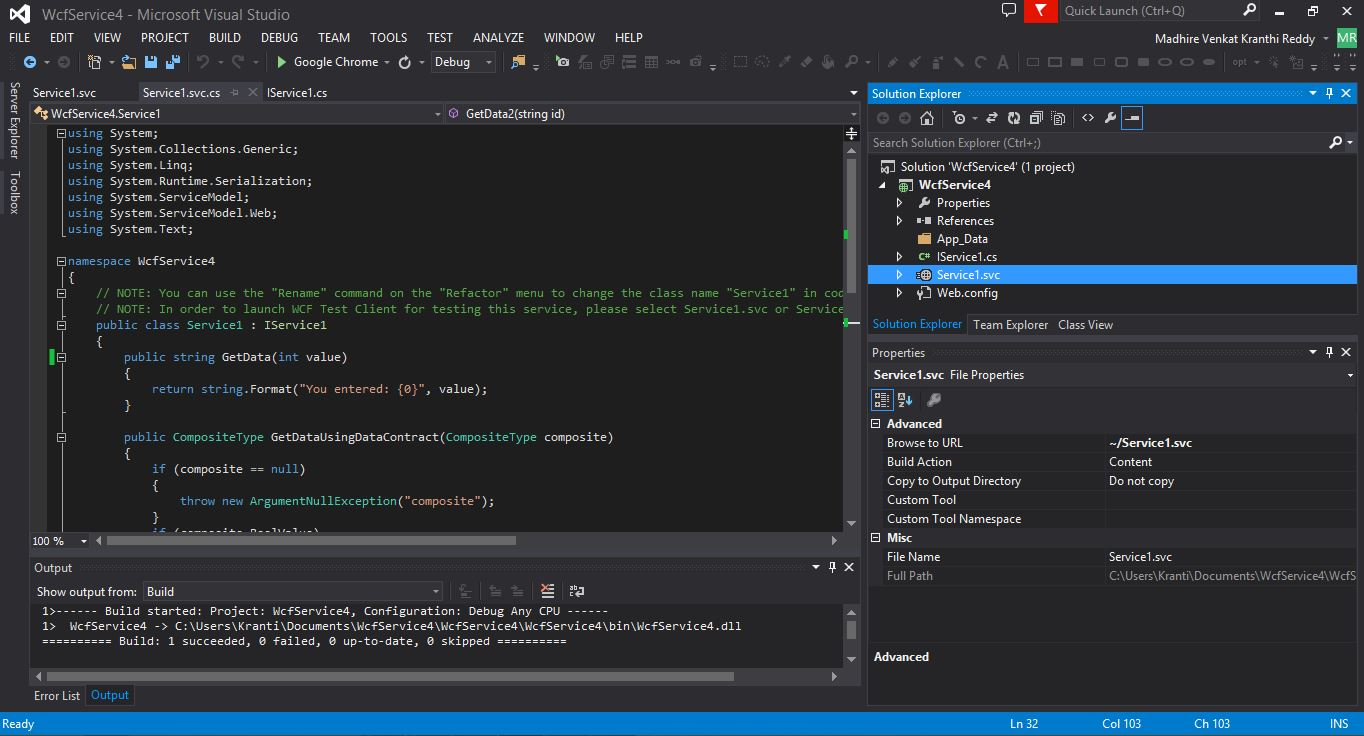 WcfService4 - Microsoft Visual Studio
Quick Launch (Ctrl+Q)
FILE EDIT VIEW PROJECT BUILD DEBUG TEAM TOOLS TEST ANALYZE WINDOW HELP
Madhire Venkat Kranthi Reddy MR
Google Chrome Debug opt
Server Explorer
Toolbox
Service1.svc Service1.svc.cs IService1.cs
WcfService4.Service1 GetData2(string id)
using System;
using System.Collections.Generic;
using System.Linq;
using System.Runtime.Serialization;
using System.ServiceModel;
using System.ServiceModel.Web;
using System.Text;
namespace WcfService4
{
// NOTE: You can use the "Rename" command on the "Refactor" menu to change the class name "Service1" in cod
// NOTE: In order to launch WCF Test Client for testing this service, please select Service1.svc or Service
public class Service1 : IService1
{
public string GetData(int value)
{
return string.Format("You entered: {0}", value);
}
public CompositeType GetDataUsingDataContract(CompositeType composite)
{
if (composite == null)
{
throw new ArgumentNullException("composite");
}
if (composite.BoolValue)
100 %
Output
Show output from: Build
1>------ Build started: Project: WcfService4, Configuration: Debug Any CPU ------
1>  WcfService4 -> C:\Users\Kranti\Documents\WcfService4\WcfService4\WcfService4\bin\WcfService4.dll
========== Build: 1 succeeded, 0 failed, 0 up-to-date, 0 skipped ==========
Error List Output
Solution Explorer
Search Solution Explorer (Ctrl+;)
Solution 'WcfService4' (1 project)
WcfService4
Properties
References
App_Data
C# IService1.cs
Service1.svc
Web.config
Solution Explorer Team Explorer Class View
Properties
Service1.svc File Properties
Advanced
Browse to URL ~/Service1.svc
Build Action Content
Copy to Output Directory Do not copy
Custom Tool
Custom Tool Namespace
Misc
File Name Service1.svc
Full Path C:\Users\Kranti\Documents\WcfService4\WcfS
Advanced
Ready Ln 32 Col 103 Ch 103 INS